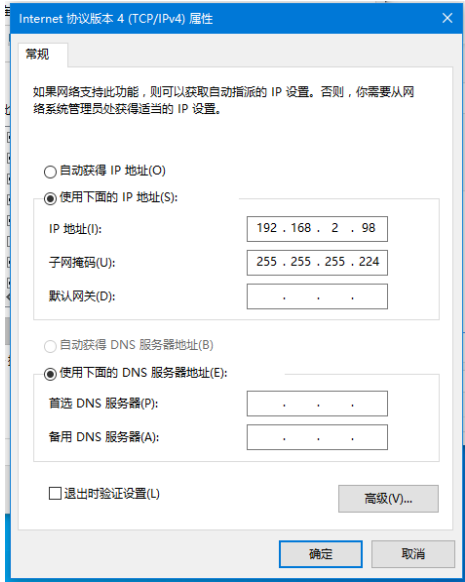 Internet 协议版本 4 (TCP/IPv4) 属性
常规
如果网络支持此功能，则可以获取自动指派的 IP 设置。否则，你需要从网
络系统管理员处获得适当的 IP 设置。
自动获得 IP 地址(O)
使用下面的 IP 地址(S):
IP 地址(I): 192 . 168 . 2 . 98
子网掩码(U): 255 . 255 . 255 . 224
默认网关(D): . . .
自动获得 DNS 服务器地址(B)
使用下面的 DNS 服务器地址(E):
首选 DNS 服务器(P): . . .
备用 DNS 服务器(A): . . .
退出时验证设置(L)
高级(V)...
确定 取消